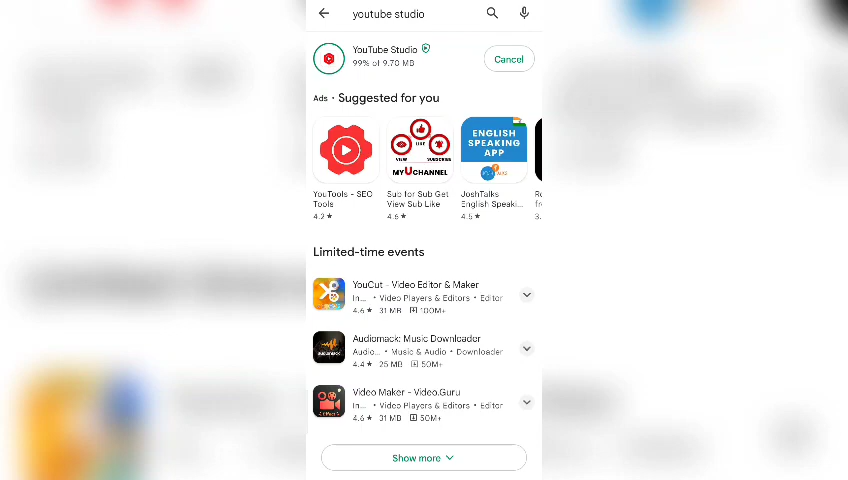 youtube studio
YouTube Studio
99% of 9.70 MB
Cancel
Ads • Suggested for you
VIEW
LIKE
SUBSCRIBE
MY U CHANNEL
ENGLISH
SPEAKING
APP
YouTools - SEO
Tools
4.2 ★
Sub for Sub Get
View Sub Like
4.6 ★
JoshTalks
English Speaki...
4.5 ★
3.
Limited-time events
YouCut - Video Editor & Maker
In... • Video Players & Editors • Editor
4.6 ★ 31 MB 100M+
Audiomack: Music Downloader
Audio... • Music & Audio • Downloader
4.4 ★ 25 MB 50M+
Video Maker - Video.Guru
In... • Video Players & Editors • Editor
4.6 ★ 31 MB 50M+
Show more